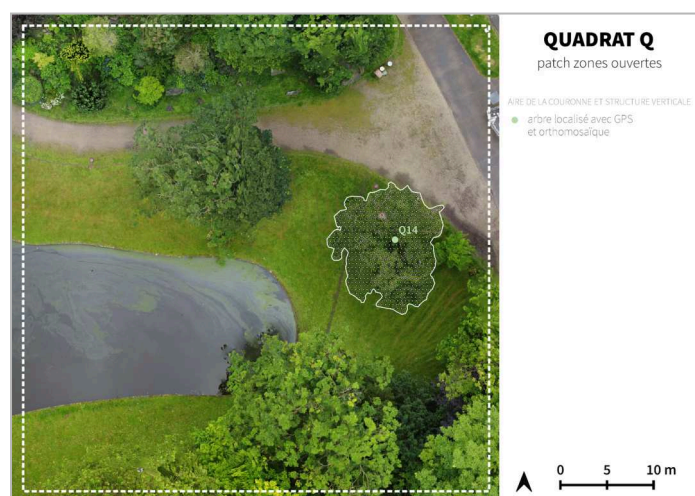 QUADRAT Q
patch zones ouvertes
AIRE DE LA COURONNE ET STRUCTURE VERTICALE
arbre localisé avec GPS
et orthomosaïque
Q14
0 5 10 m